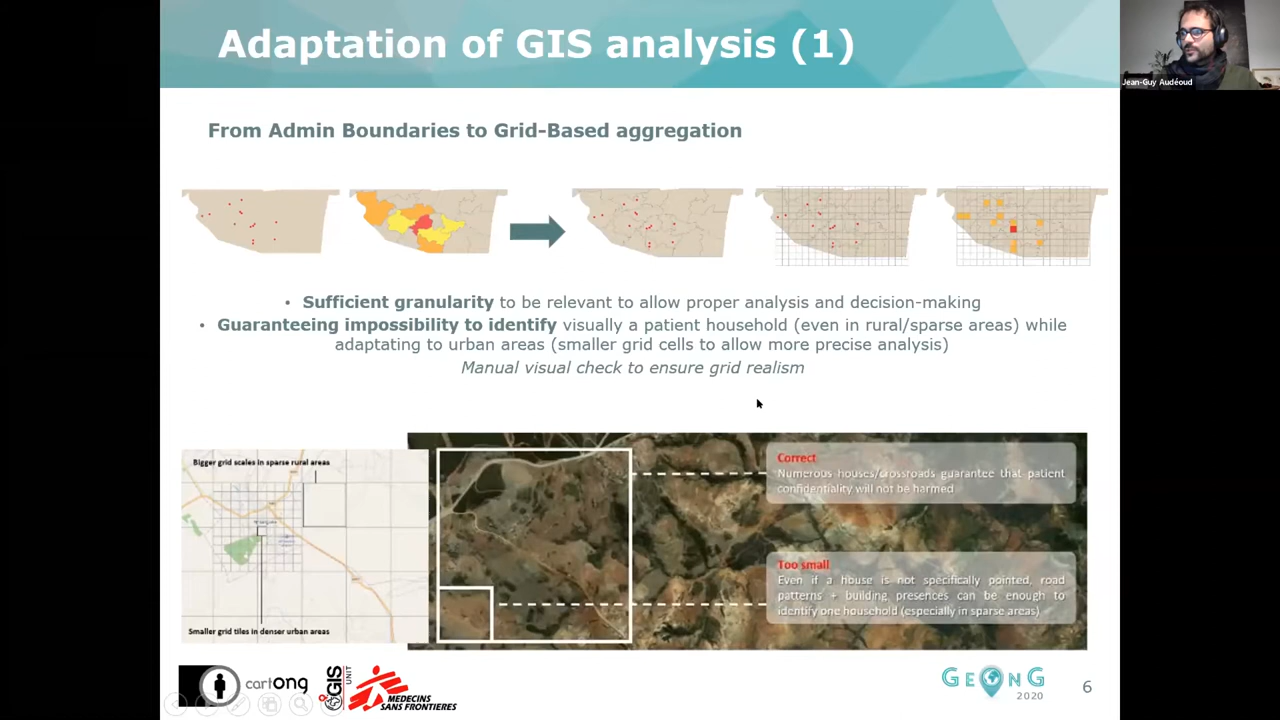 Adaptation of GIS analysis (1)
Jean-Guy Audéoud
From Admin Boundaries to Grid-Based aggregation
• Sufficient granularity to be relevant to allow proper analysis and decision-making
• Guaranteeing impossibility to identify visually a patient household (even in rural/sparse areas) while
adapting to urban areas (smaller grid cells to allow more precise analysis)
Manual visual check to ensure grid realism
Bigger grid scales in sparse rural areas
Smaller grid tiles in denser urban areas
Correct
Numerous houses/crossroads guarantee that patient
confidentiality will not be harmed
Too small
Even if a house is not specifically pointed, road
patterns + building presences can be enough to
identify one household (especially in sparse areas)
cartONG
GIS
UNIT
MEDECINS
SANS FRONTIERES
GEONG
2020
6